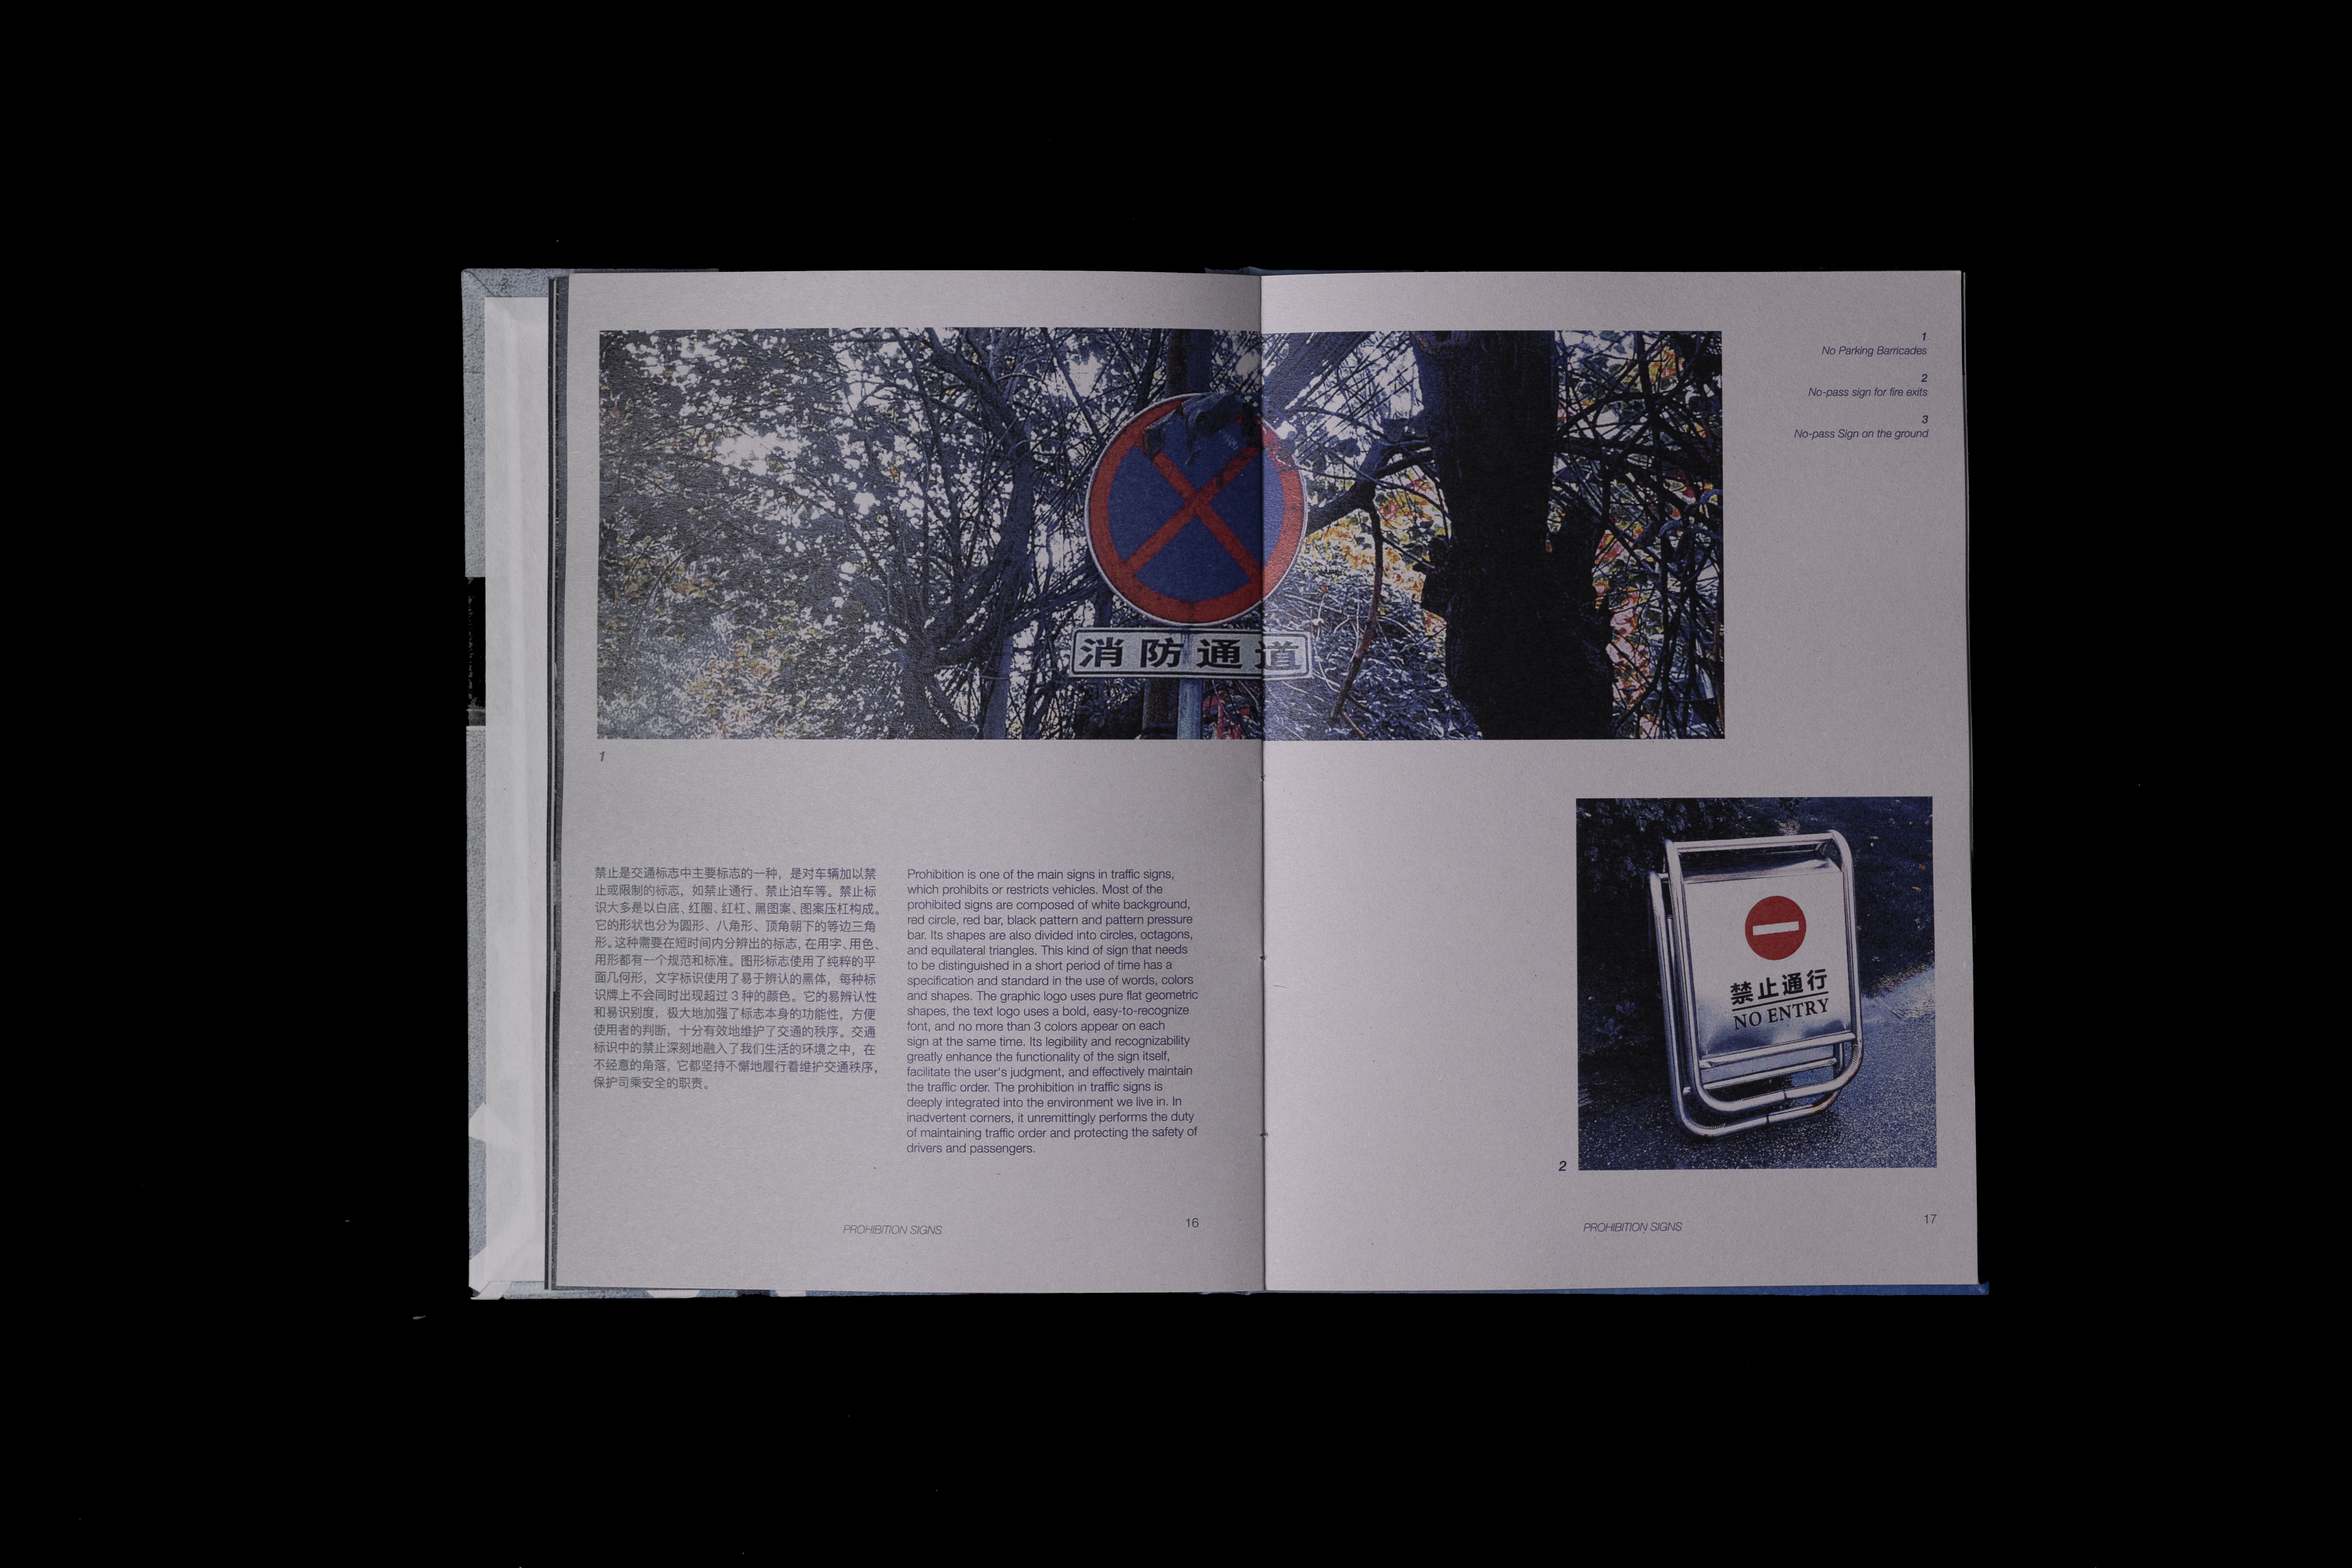 消防通道
1
禁止是交通标志中主要标志的一种，是对车辆加以禁
止或限制的标志，如禁止通行、禁止泊车等。禁止标
识大多是以白底、红圈、红杠、黑图案、图案压杠构成。
它的形状也分为圆形、八角形、顶角朝下的等边三角
形。这种需要在短时间内分辨出的标志，在用字、用色、
用形都有一个规范和标准。图形标志使用了纯粹的平
面几何形，文字标识使用了易于辨认的黑体，每种标
识牌上不会同时出现超过 3 种的颜色。它的易辨认性
和易识别度，极大地加强了标志本身的功能性，方便
使用者的判断，十分有效地维护了交通的秩序。交通
标识中的禁止深刻地融入了我们生活的环境之中，在
不经意的角落，它都坚持不懈地履行着维护交通秩序，
保护司乘安全的职责。
Prohibition is one of the main signs in traffic signs,
which prohibits or restricts vehicles. Most of the
prohibited signs are composed of white background,
red circle, red bar, black pattern and pattern pressure
bar. Its shapes are also divided into circles, octagons,
and equilateral triangles. This kind of sign that needs
to be distinguished in a short period of time has a
specification and standard in the use of words, colors
and shapes. The graphic logo uses pure flat geometric
shapes, the text logo uses a bold, easy-to-recognize
font, and no more than 3 colors appear on each
sign at the same time. Its legibility and recognizability
greatly enhance the functionality of the sign itself,
facilitate the user's judgment, and effectively maintain
the traffic order. The prohibition in traffic signs is
deeply integrated into the environment we live in. In
inadvertent corners, it unremittingly performs the duty
of maintaining traffic order and protecting the safety of
drivers and passengers.
PROHIBITION SIGNS
16
1
No Parking Barricades
2
No-pass sign for fire exits
3
No-pass Sign on the ground
禁止通行
NO ENTRY
2
PROHIBITION SIGNS
17